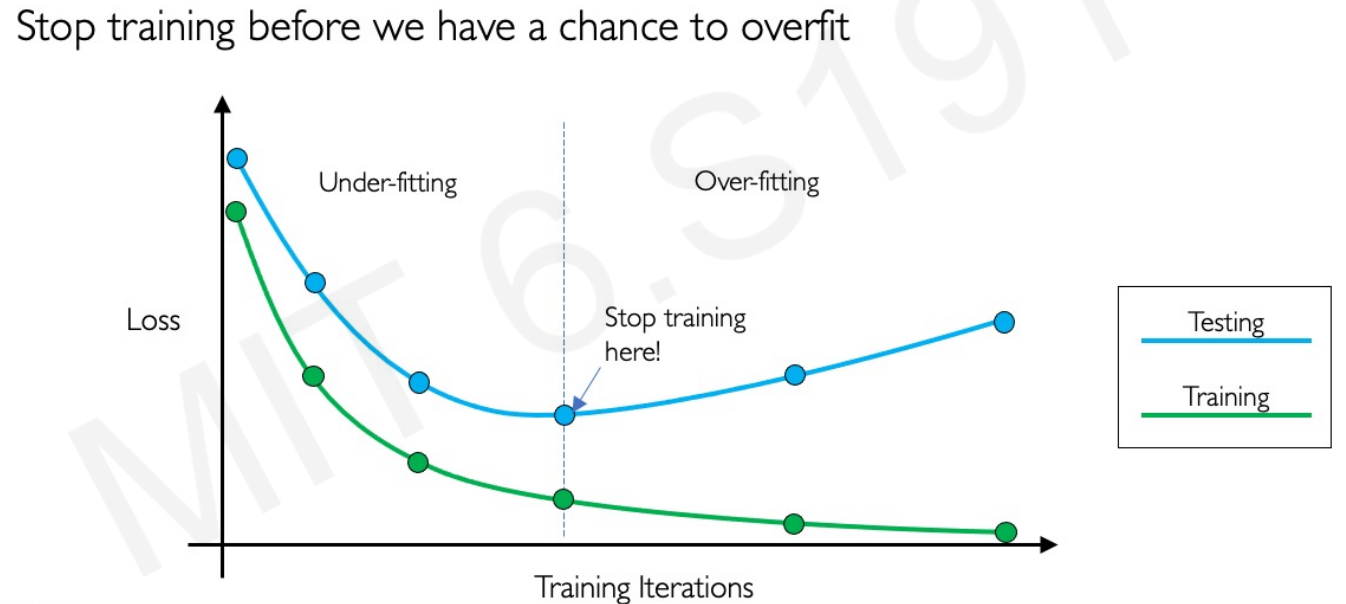 Stop training before we have a chance to overfit
Under-fitting
Over-fitting
Loss
Stop training
here!
Testing
Training
Training Iterations
MIT 6.S191